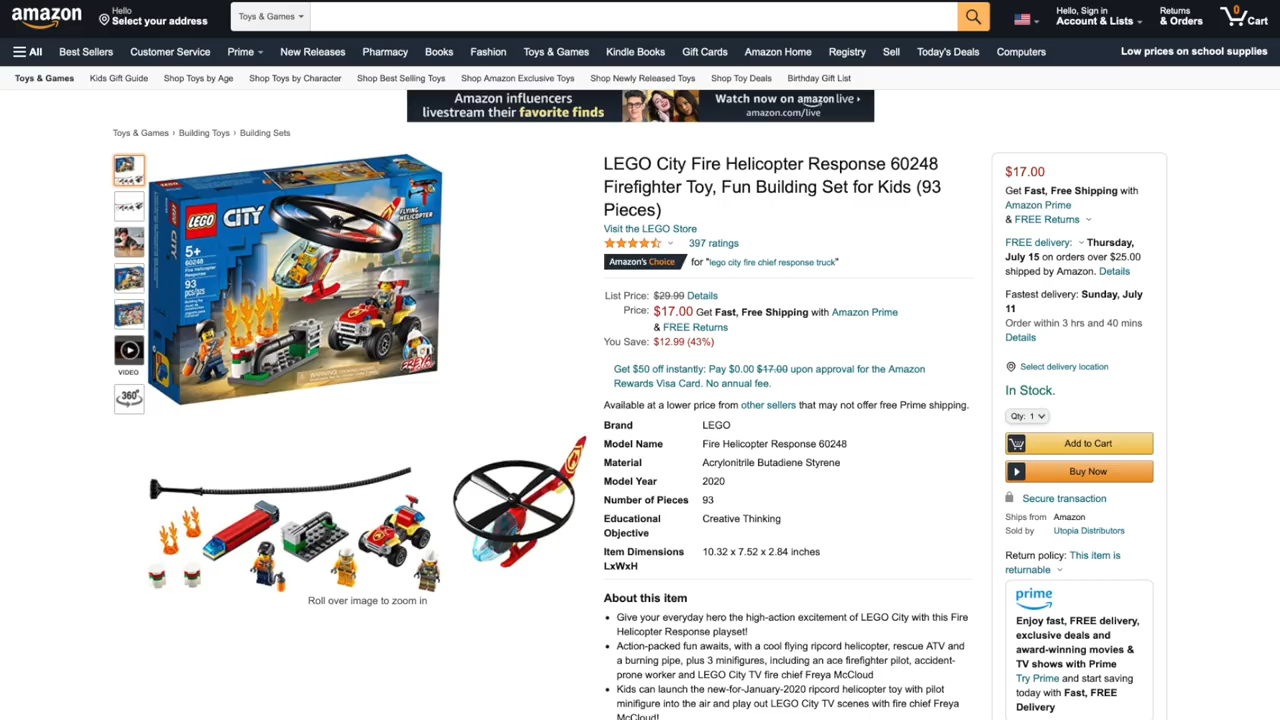 amazon
Hello
Select your address
Toys & Games
Hello, Sign in
Account & Lists
Returns
& Orders
0
Cart
All
Best Sellers
Customer Service
Prime
New Releases
Pharmacy
Books
Fashion
Toys & Games
Kindle Books
Gift Cards
Amazon Home
Registry
Sell
Today's Deals
Computers
Low prices on school supplies
Toys & Games
Kids Gift Guide
Shop Toys by Age
Shop Toys by Character
Shop Best Selling Toys
Shop Amazon Exclusive Toys
Shop Newly Released Toys
Shop Toy Deals
Birthday Gift List
Amazon influencers
livestream their favorite finds
Watch now on amazon live ›
amazon.com/live
Toys & Games › Building Toys › Building Sets
VIDEO
360°
LEGO CITY
5+
60248
Fire Helicopter
Response
93
pcs/pzs
FLYING
HELICOPTER
FREYA
Roll over image to zoom in
LEGO City Fire Helicopter Response 60248
Firefighter Toy, Fun Building Set for Kids (93
Pieces)
Visit the LEGO Store
397 ratings
Amazon's Choice for "lego city fire chief response truck"
List Price: $29.99 Details
Price: $17.00 Get Fast, Free Shipping with Amazon Prime
& FREE Returns
You Save: $12.99 (43%)
Get $50 off instantly: Pay $0.00 $17.00 upon approval for the Amazon
Rewards Visa Card. No annual fee.
Available at a lower price from other sellers that may not offer free Prime shipping.
Brand LEGO
Model Name Fire Helicopter Response 60248
Material Acrylonitrile Butadiene Styrene
Model Year 2020
Number of Pieces 93
Educational Creative Thinking
Objective
Item Dimensions 10.32 x 7.52 x 2.84 inches
LxWxH
About this item
• Give your everyday hero the high-action excitement of LEGO City with this Fire
Helicopter Response playset!
• Action-packed fun awaits, with a cool flying ripcord helicopter, rescue ATV and
a burning pipe, plus 3 minifigures, including an ace firefighter pilot, accident-
prone worker and LEGO City TV fire chief Freya McCloud
• Kids can launch the new-for-January-2020 ripcord helicopter toy with pilot
minifigure into the air and play out LEGO City TV scenes with fire chief Freya
McCloud!
$17.00
Get Fast, Free Shipping with
Amazon Prime
& FREE Returns
FREE delivery: Thursday,
July 15 on orders over $25.00
shipped by Amazon. Details
Fastest delivery: Sunday, July
11
Order within 3 hrs and 40 mins
Details
Select delivery location
In Stock.
Qty: 1
Add to Cart
Buy Now
Secure transaction
Ships from Amazon
Sold by Utopia Distributors
Return policy: This item is
returnable
prime
Enjoy fast, FREE delivery,
exclusive deals and
award-winning movies &
TV shows with Prime
Try Prime and start saving
today with Fast, FREE
Delivery